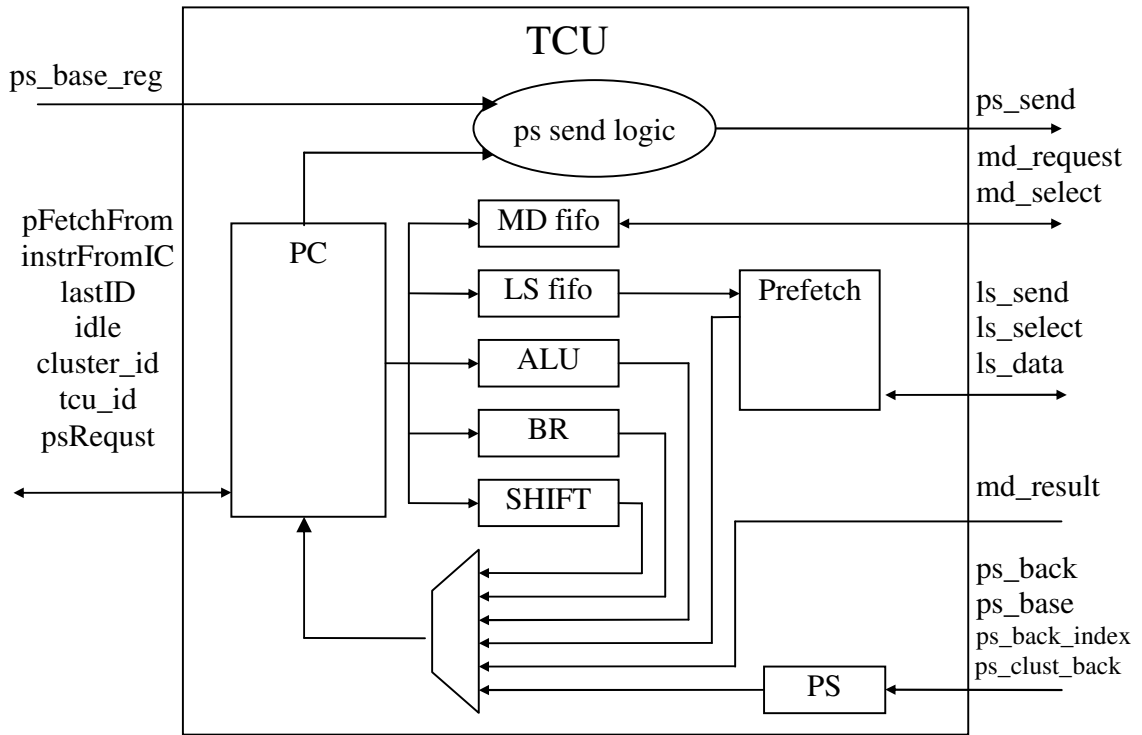 TCU
ps_base_reg
ps send logic
ps_send
md_request
md_select
pFetchFrom
instrFromIC
lastID
idle
cluster_id
tcu_id
psRequst
PC
MD fifo
LS fifo
ALU
BR
SHIFT
Prefetch
ls_send
ls_select
ls_data
md_result
ps_back
ps_base
ps_back_index
ps_clust_back
PS